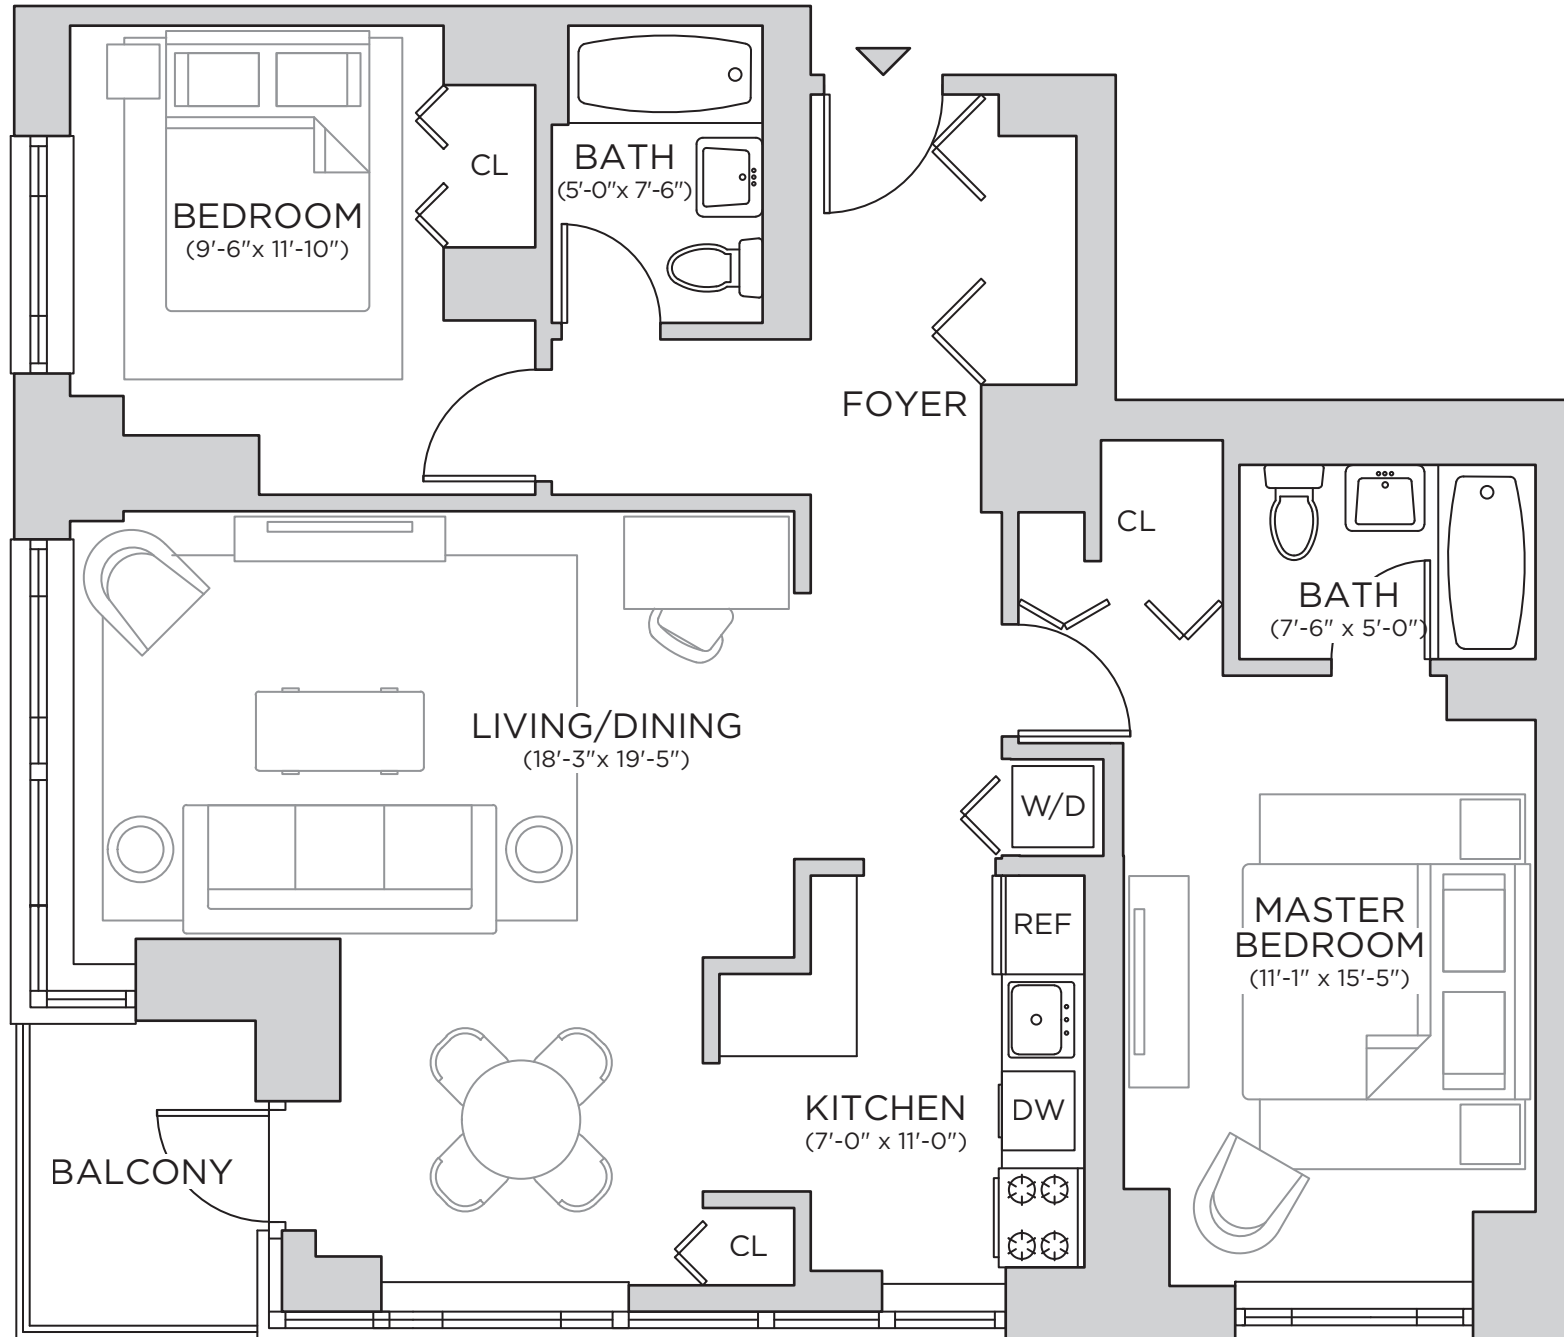 CL
BATH
(5'-0"x 7'-6")
BEDROOM
(9'-6"x 11'-10")
FOYER
CL
BATH
(7'-6" x 5'-0")
LIVING/DINING
(18'-3"x 19'-5")
W/D
REF
MASTER
BEDROOM
(11'-1" x 15'-5")
KITCHEN
(7'-0" x 11'-0")
DW
BALCONY
CL